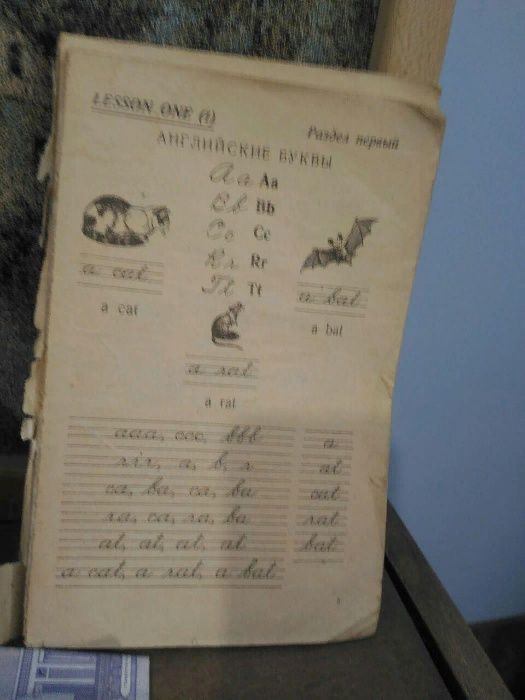 LESSON ONE (1)
Раздел первый
АНГЛИЙСКИЕ БУКВЫ
Aa Aa
Bb Bb
Cc Cc
Rr Rr
Tt Tt
a cat
a cat
a bat
a bat
a rat
a rat
aaa, ccc, bbb
rrr, a, b, r
ca, ba, ca, ba
ra, ca, ra, ba
at, at, at, at
a cat, a rat, a bat
a
at
cat
rat
bat